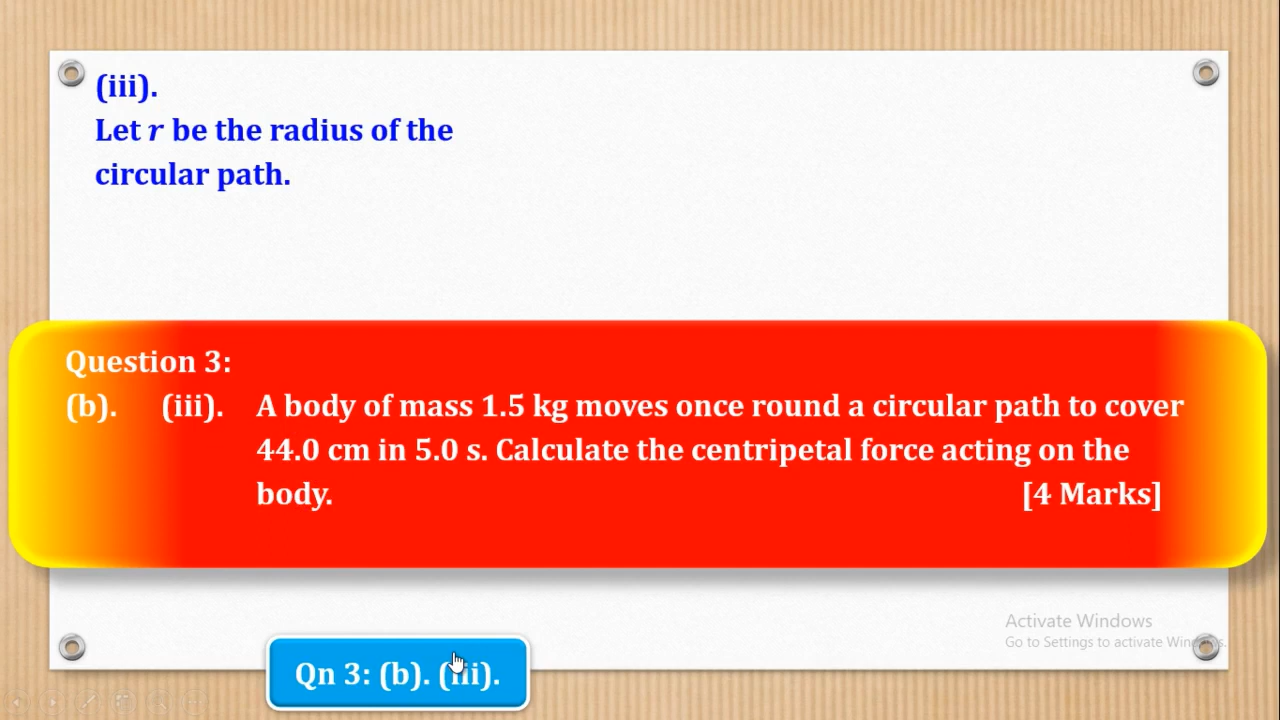 (iii).
Let r be the radius of the
circular path.
Question 3:
(b). (iii). A body of mass 1.5 kg moves once round a circular path to cover
44.0 cm in 5.0 s. Calculate the centripetal force acting on the
body. [4 Marks]
Activate Windows
Go to Settings to activate Windows.
Qn 3: (b). (iii).